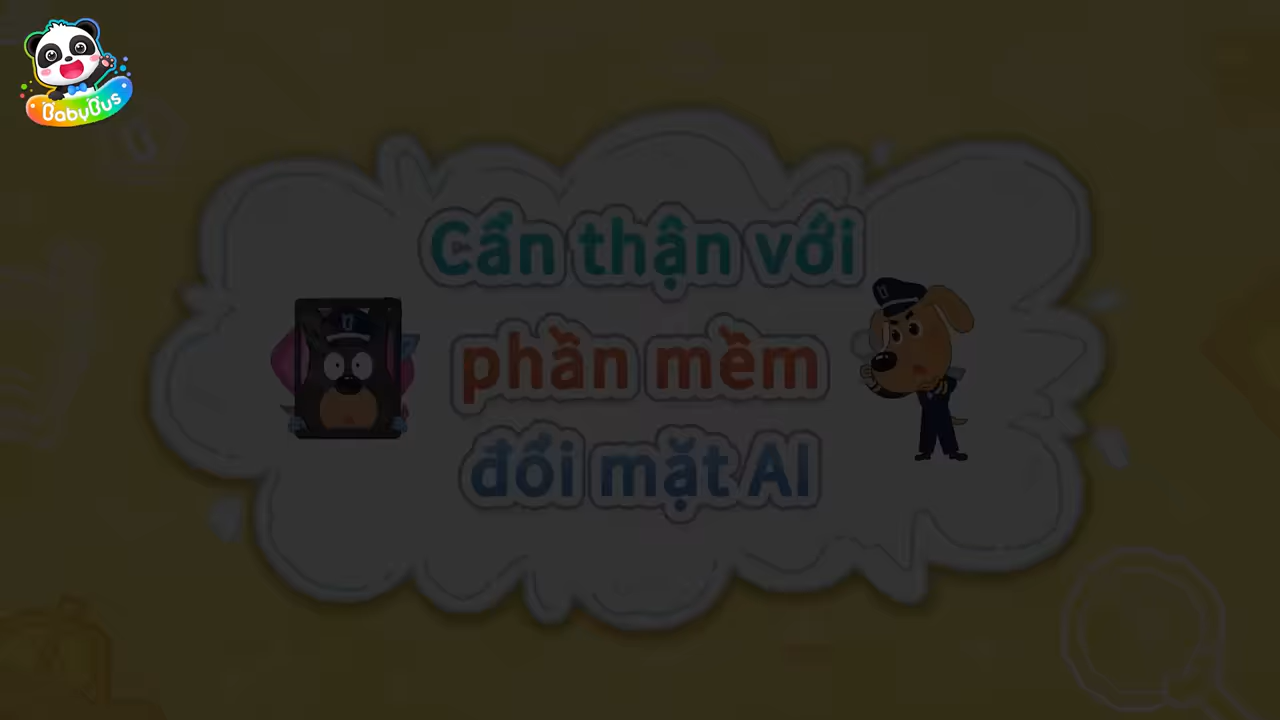 BabyBus
Cẩn thận với
phần mềm
đổi mặt AI